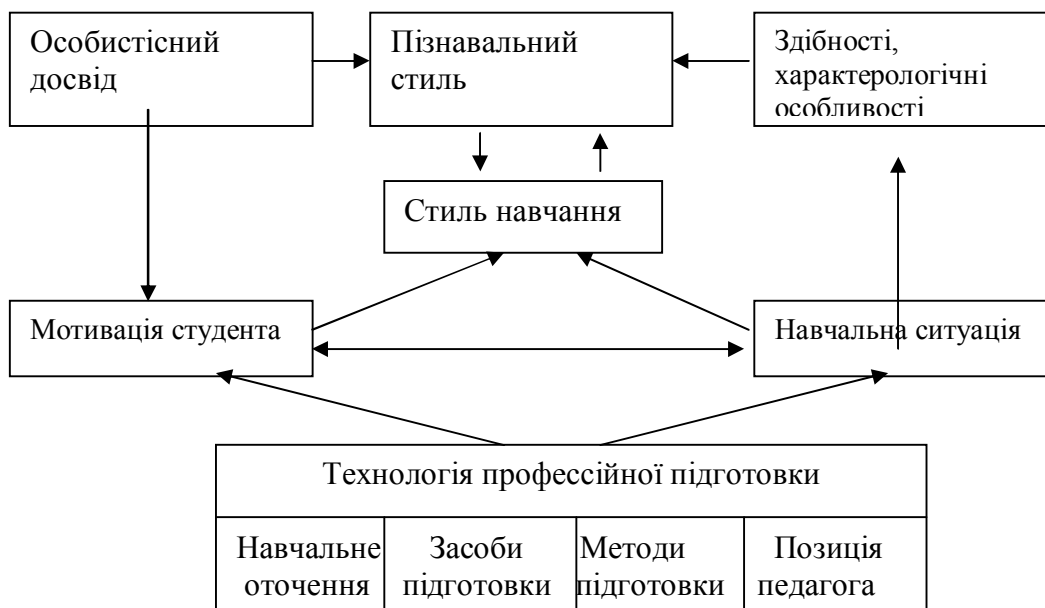 Особистісний
досвід
Пізнавальний
стиль
Здібності,
характерологічні
особливості
Стиль навчання
Мотивація студента
Навчальна ситуація
Технологія профессійної підготовки
Навчальне
оточення
Засоби
підготовки
Методи
підготовки
Позиція
педагога